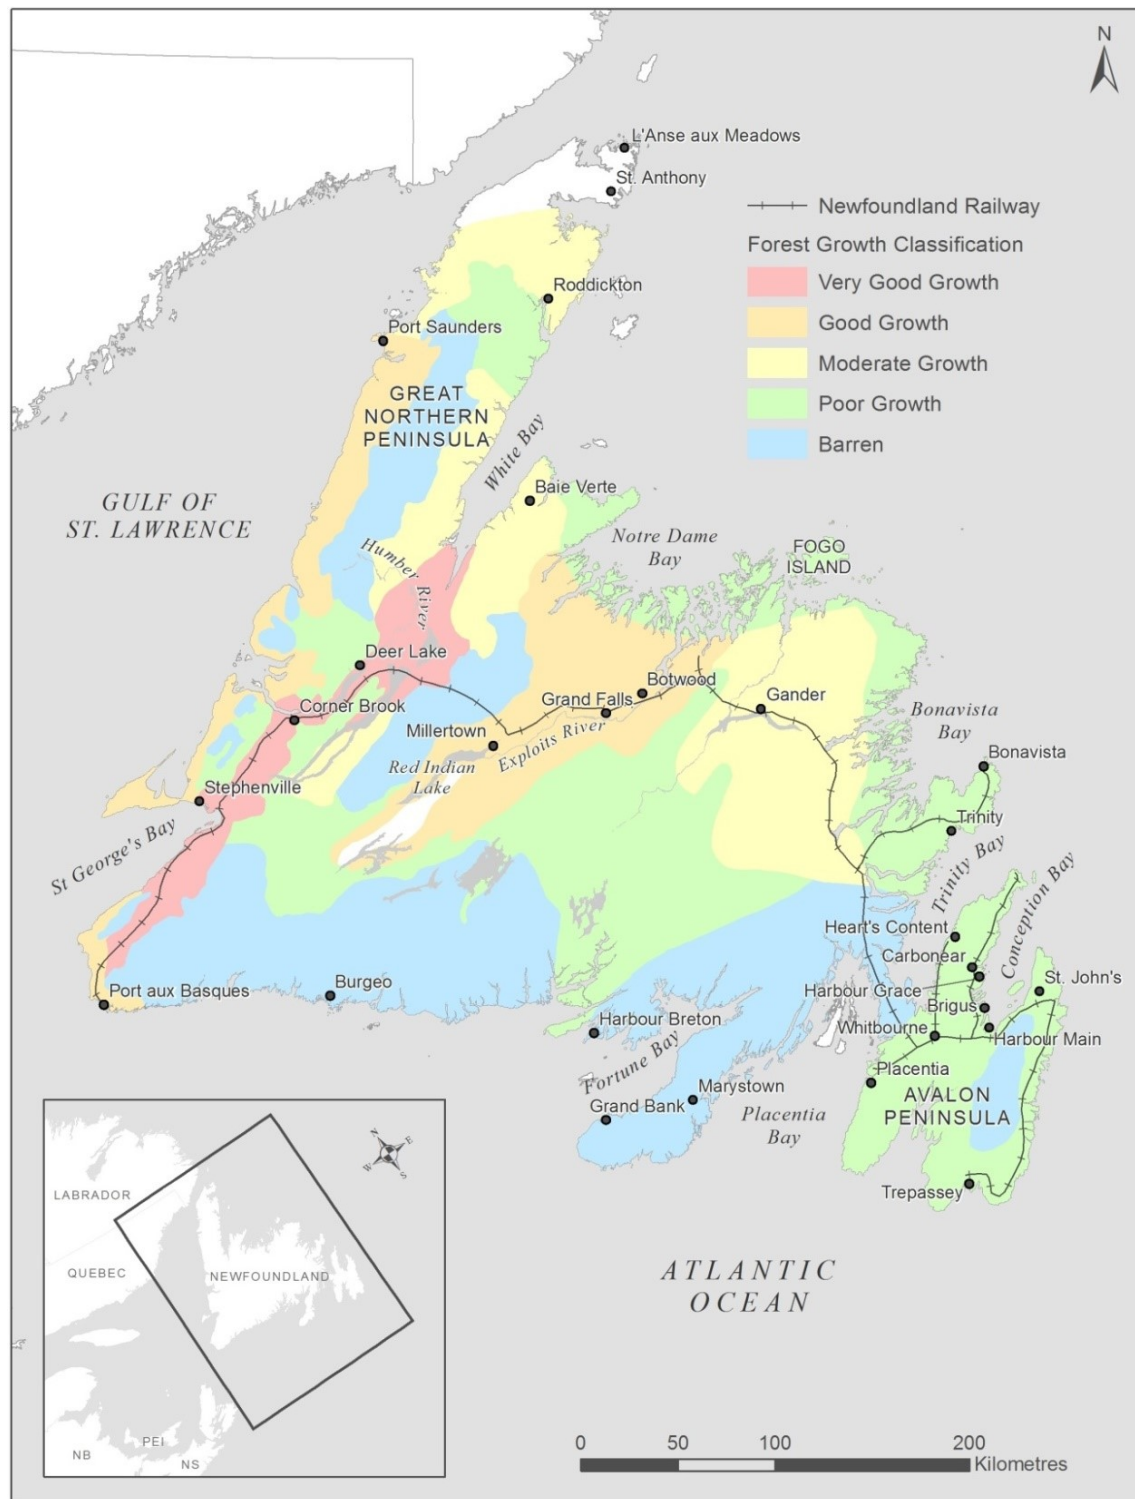 N
L'Anse aux Meadows
St. Anthony
Newfoundland Railway
Forest Growth Classification
Very Good Growth
Good Growth
Moderate Growth
Poor Growth
Barren
Roddickton
Port Saunders
GREAT
NORTHERN
PENINSULA
White Bay
Baie Verte
GULF OF
ST. LAWRENCE
Notre Dame
Bay
FOGO
ISLAND
Humber
River
Deer Lake
Corner Brook
Botwood
Grand Falls
Gander
Millertown
Exploits River
Red Indian
Lake
Bonavista
Bay
Bonavista
Stephenville
St George's Bay
Trinity
Trinity Bay
Conception Bay
Heart's Content
Carbonear
Harbour Grace
St. John's
Brigus
Port aux Basques
Burgeo
Harbour Breton
Whitbourne
Harbour Main
Fortune Bay
Placentia
Marystown
Grand Bank
Placentia
Bay
AVALON
PENINSULA
Trepassey
ATLANTIC
OCEAN
N
E
W
S
LABRADOR
QUEBEC
NEWFOUNDLAND
PEI
NB
NS
0 50 100 200
Kilometres